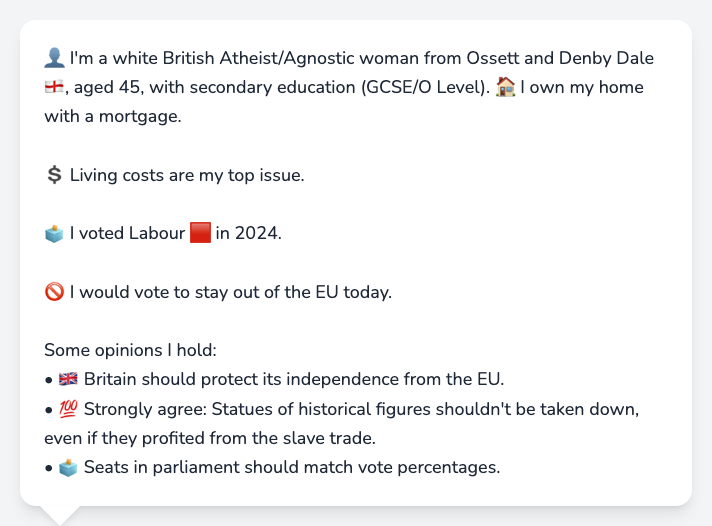 👤 I'm a white British Atheist/Agnostic woman from Ossett and Denby Dale
🏴󠁧󠁢󠁥󠁮󠁧󠁿, aged 45, with secondary education (GCSE/O Level). 🏠 I own my home
with a mortgage.
💲 Living costs are my top issue.
🗳️ I voted Labour 🟥 in 2024.
🚫 I would vote to stay out of the EU today.
Some opinions I hold:
• 🇬🇧 Britain should protect its independence from the EU.
• 💯 Strongly agree: Statues of historical figures shouldn't be taken down,
even if they profited from the slave trade.
• 🗳️ Seats in parliament should match vote percentages.